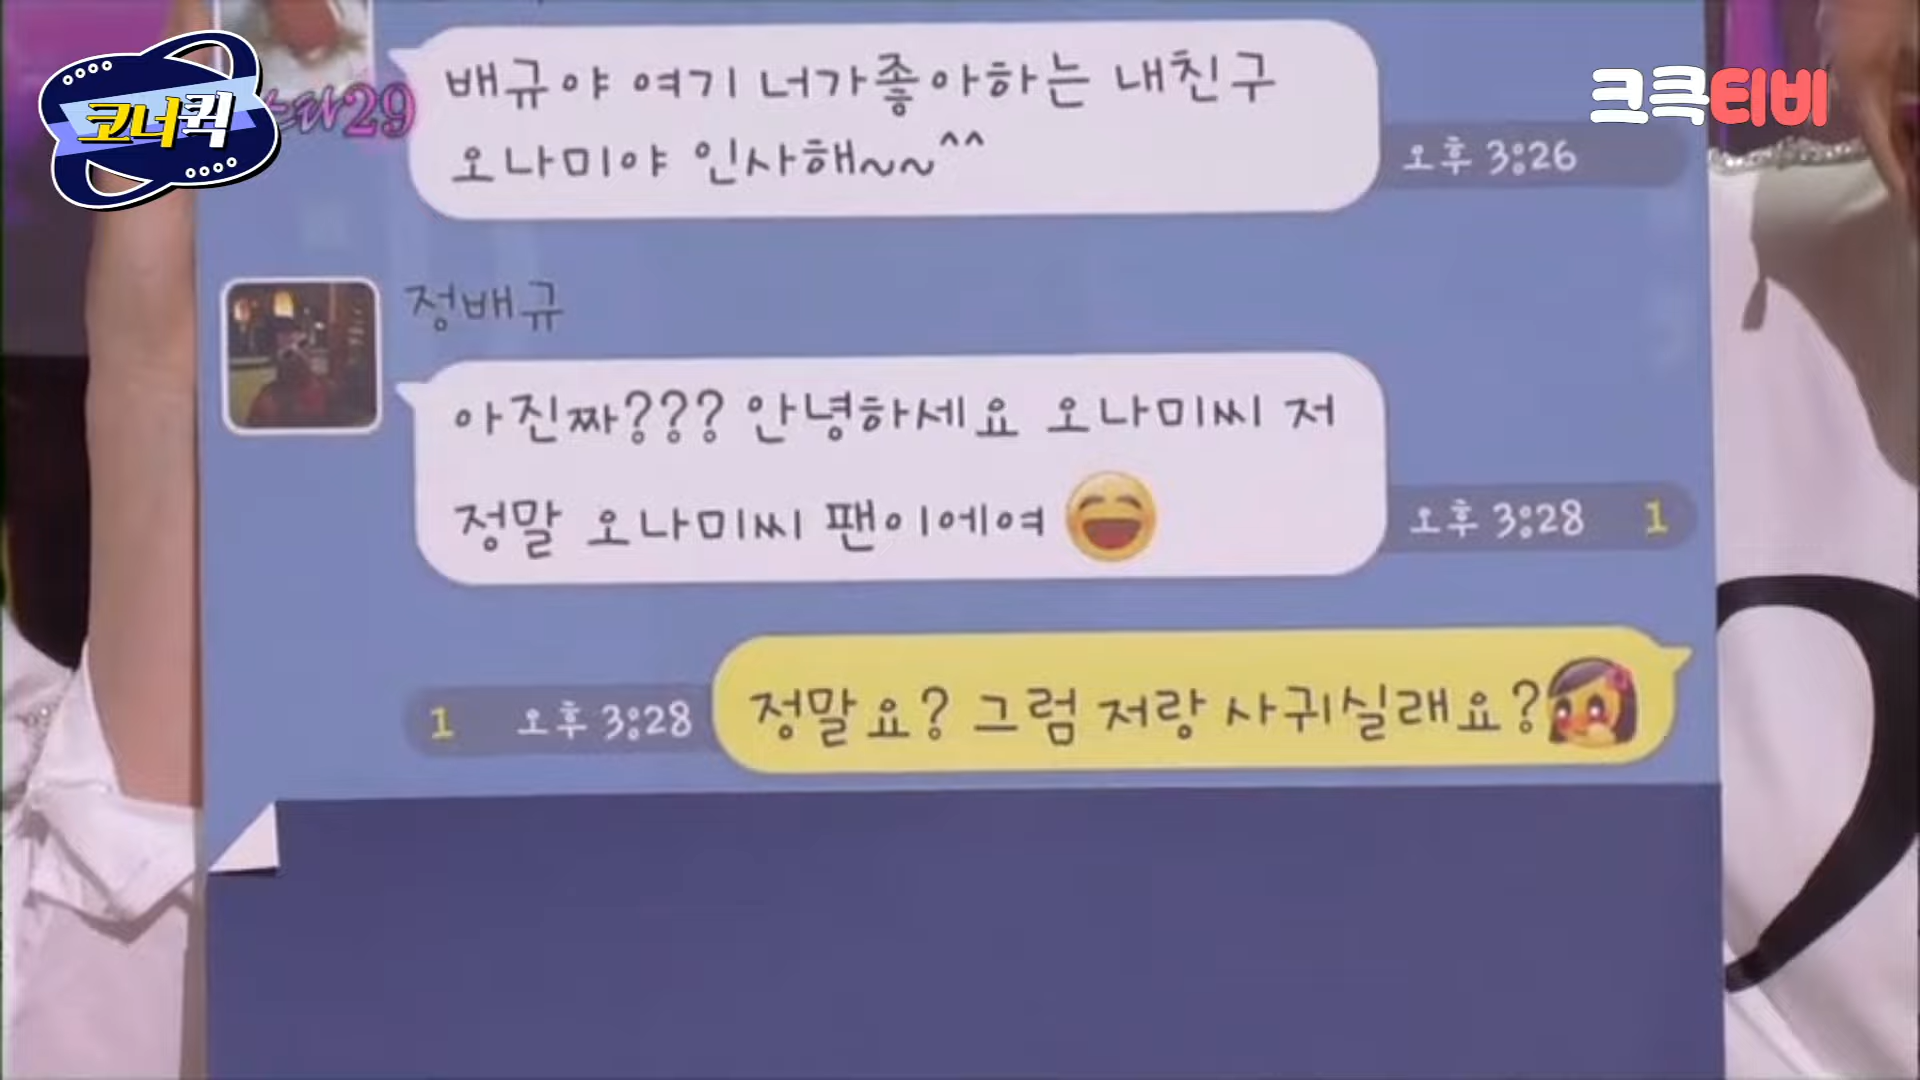 코너퀵
29
크큭티비
배규야 여기 너가좋아하는 내친구
오나미야 인사해~~^^
오후 3:26
정배규
아진짜??? 안녕하세요 오나미씨 저
정말 오나미씨 팬이에여
오후 3:28 1
1 오후 3:28
정말요? 그럼 저랑 사귀실래요?